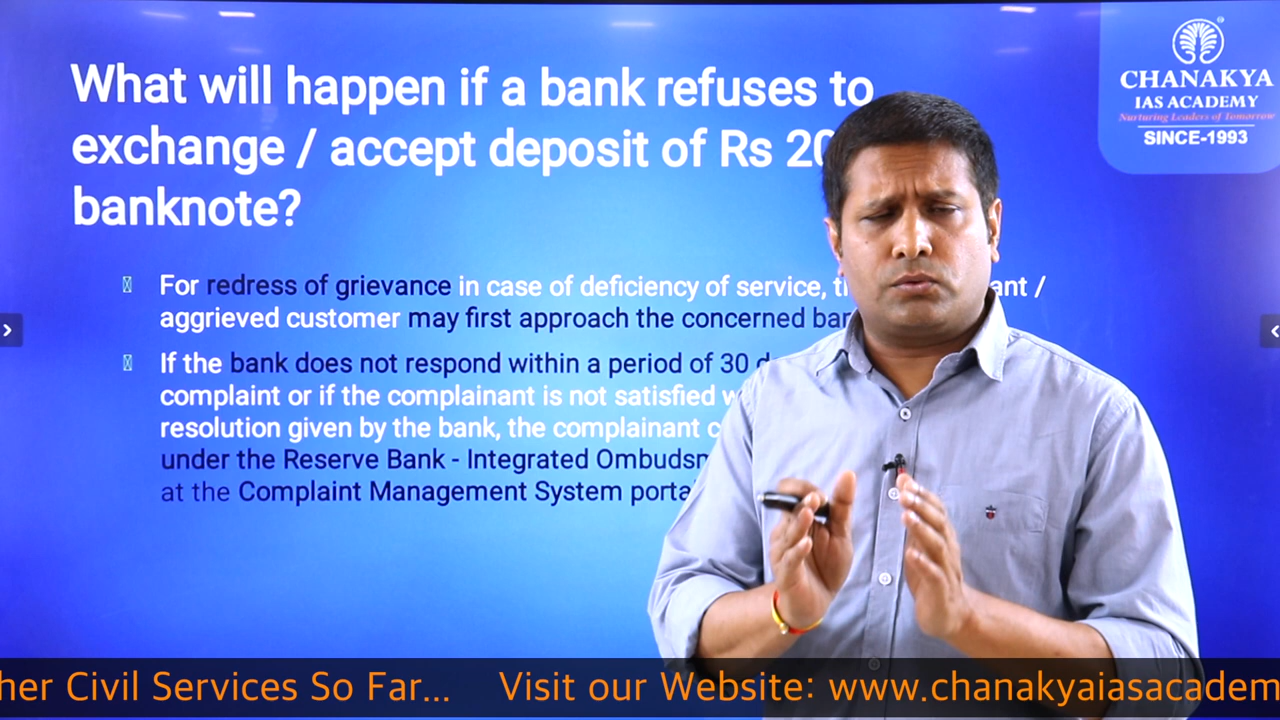 What will happen if a bank refuses to
exchange / accept deposit of Rs 20
banknote?
For redress of grievance in case of deficiency of service, ant /
aggrieved customer may first approach the concerned
If the bank does not respond within a period of 30
complaint or if the complainant is not satisfied
resolution given by the bank, the complainant
under the Reserve Bank - Integrated
at the Complaint Management System
CHANAKYA
IAS ACADEMY
Nurturing Leaders of Tomorrow
SINCE-1993
her Civil Services So Far... Visit our Website: www.chanakyaiasacadem